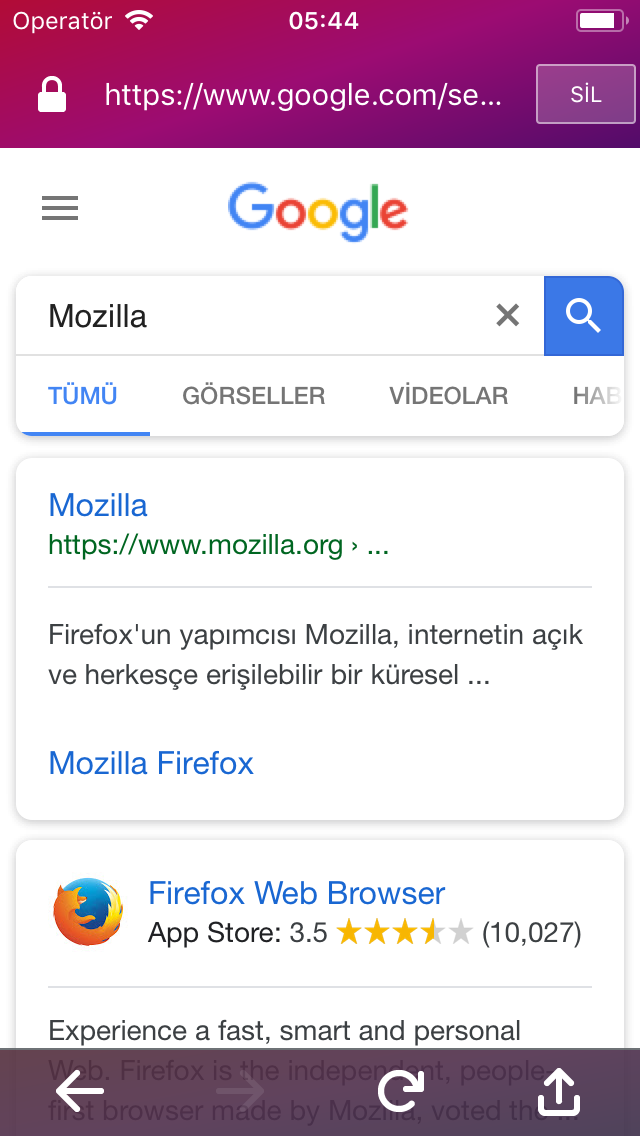 Operatör
05:44
https://www.google.com/se...
SİL
Google
Mozilla
TÜMÜ GÖRSELLER VİDEOLAR HAB
Mozilla
https://www.mozilla.org › ...
Firefox'un yapımcısı Mozilla, internetin açık
ve herkesçe erişilebilir bir küresel ...
Mozilla Firefox
Firefox Web Browser
App Store: 3.5 (10,027)
Experience a fast, smart and personal
Web. Firefox is the independent, people-
first browser made by Mozilla, voted the ...